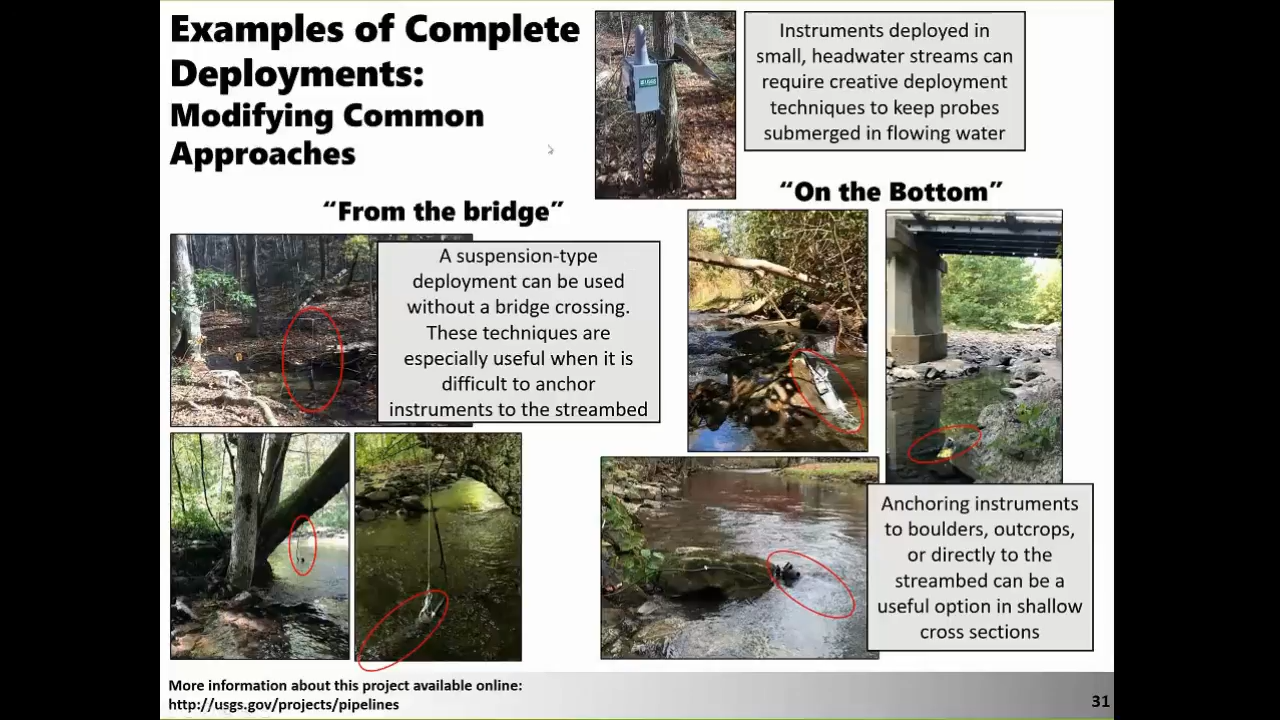 Examples of Complete
Deployments:
Modifying Common
Approaches
Instruments deployed in
small, headwater streams can
require creative deployment
techniques to keep probes
submerged in flowing water
USGS
“From the bridge”
A suspension-type
deployment can be used
without a bridge crossing.
These techniques are
especially useful when it is
difficult to anchor
instruments to the streambed
“On the Bottom”
Anchoring instruments
to boulders, outcrops,
or directly to the
streambed can be a
useful option in shallow
cross sections
More information about this project available online:
http://usgs.gov/projects/pipelines
31